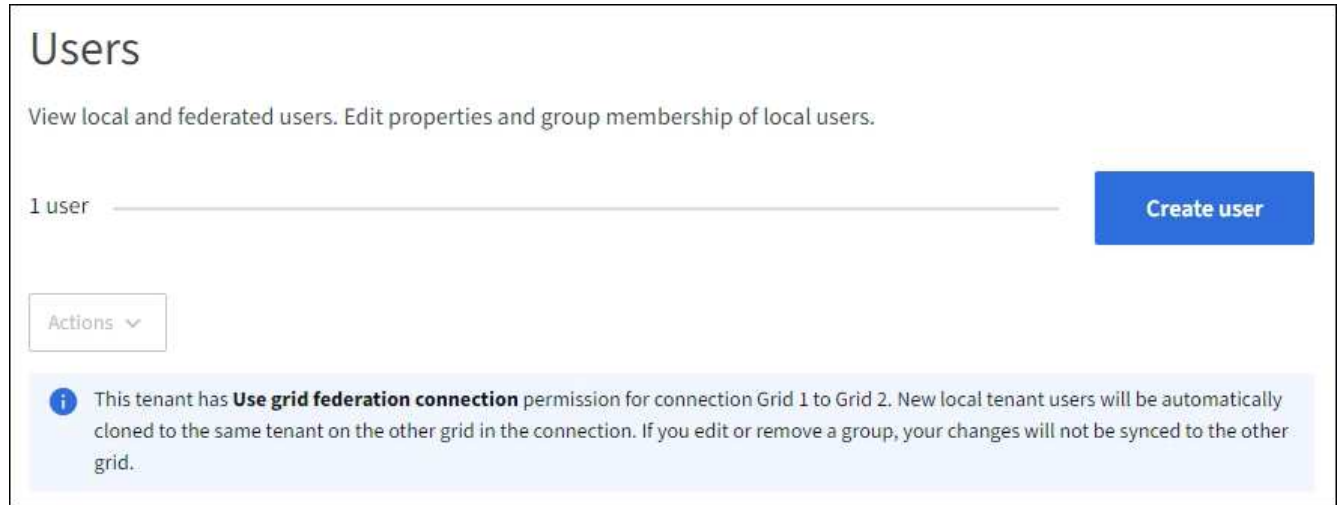 Users
View local and federated users. Edit properties and group membership of local users.
1 user
Create user
Actions
This tenant has Use grid federation connection permission for connection Grid 1 to Grid 2. New local tenant users will be automatically
cloned to the same tenant on the other grid in the connection. If you edit or remove a group, your changes will not be synced to the other
grid.